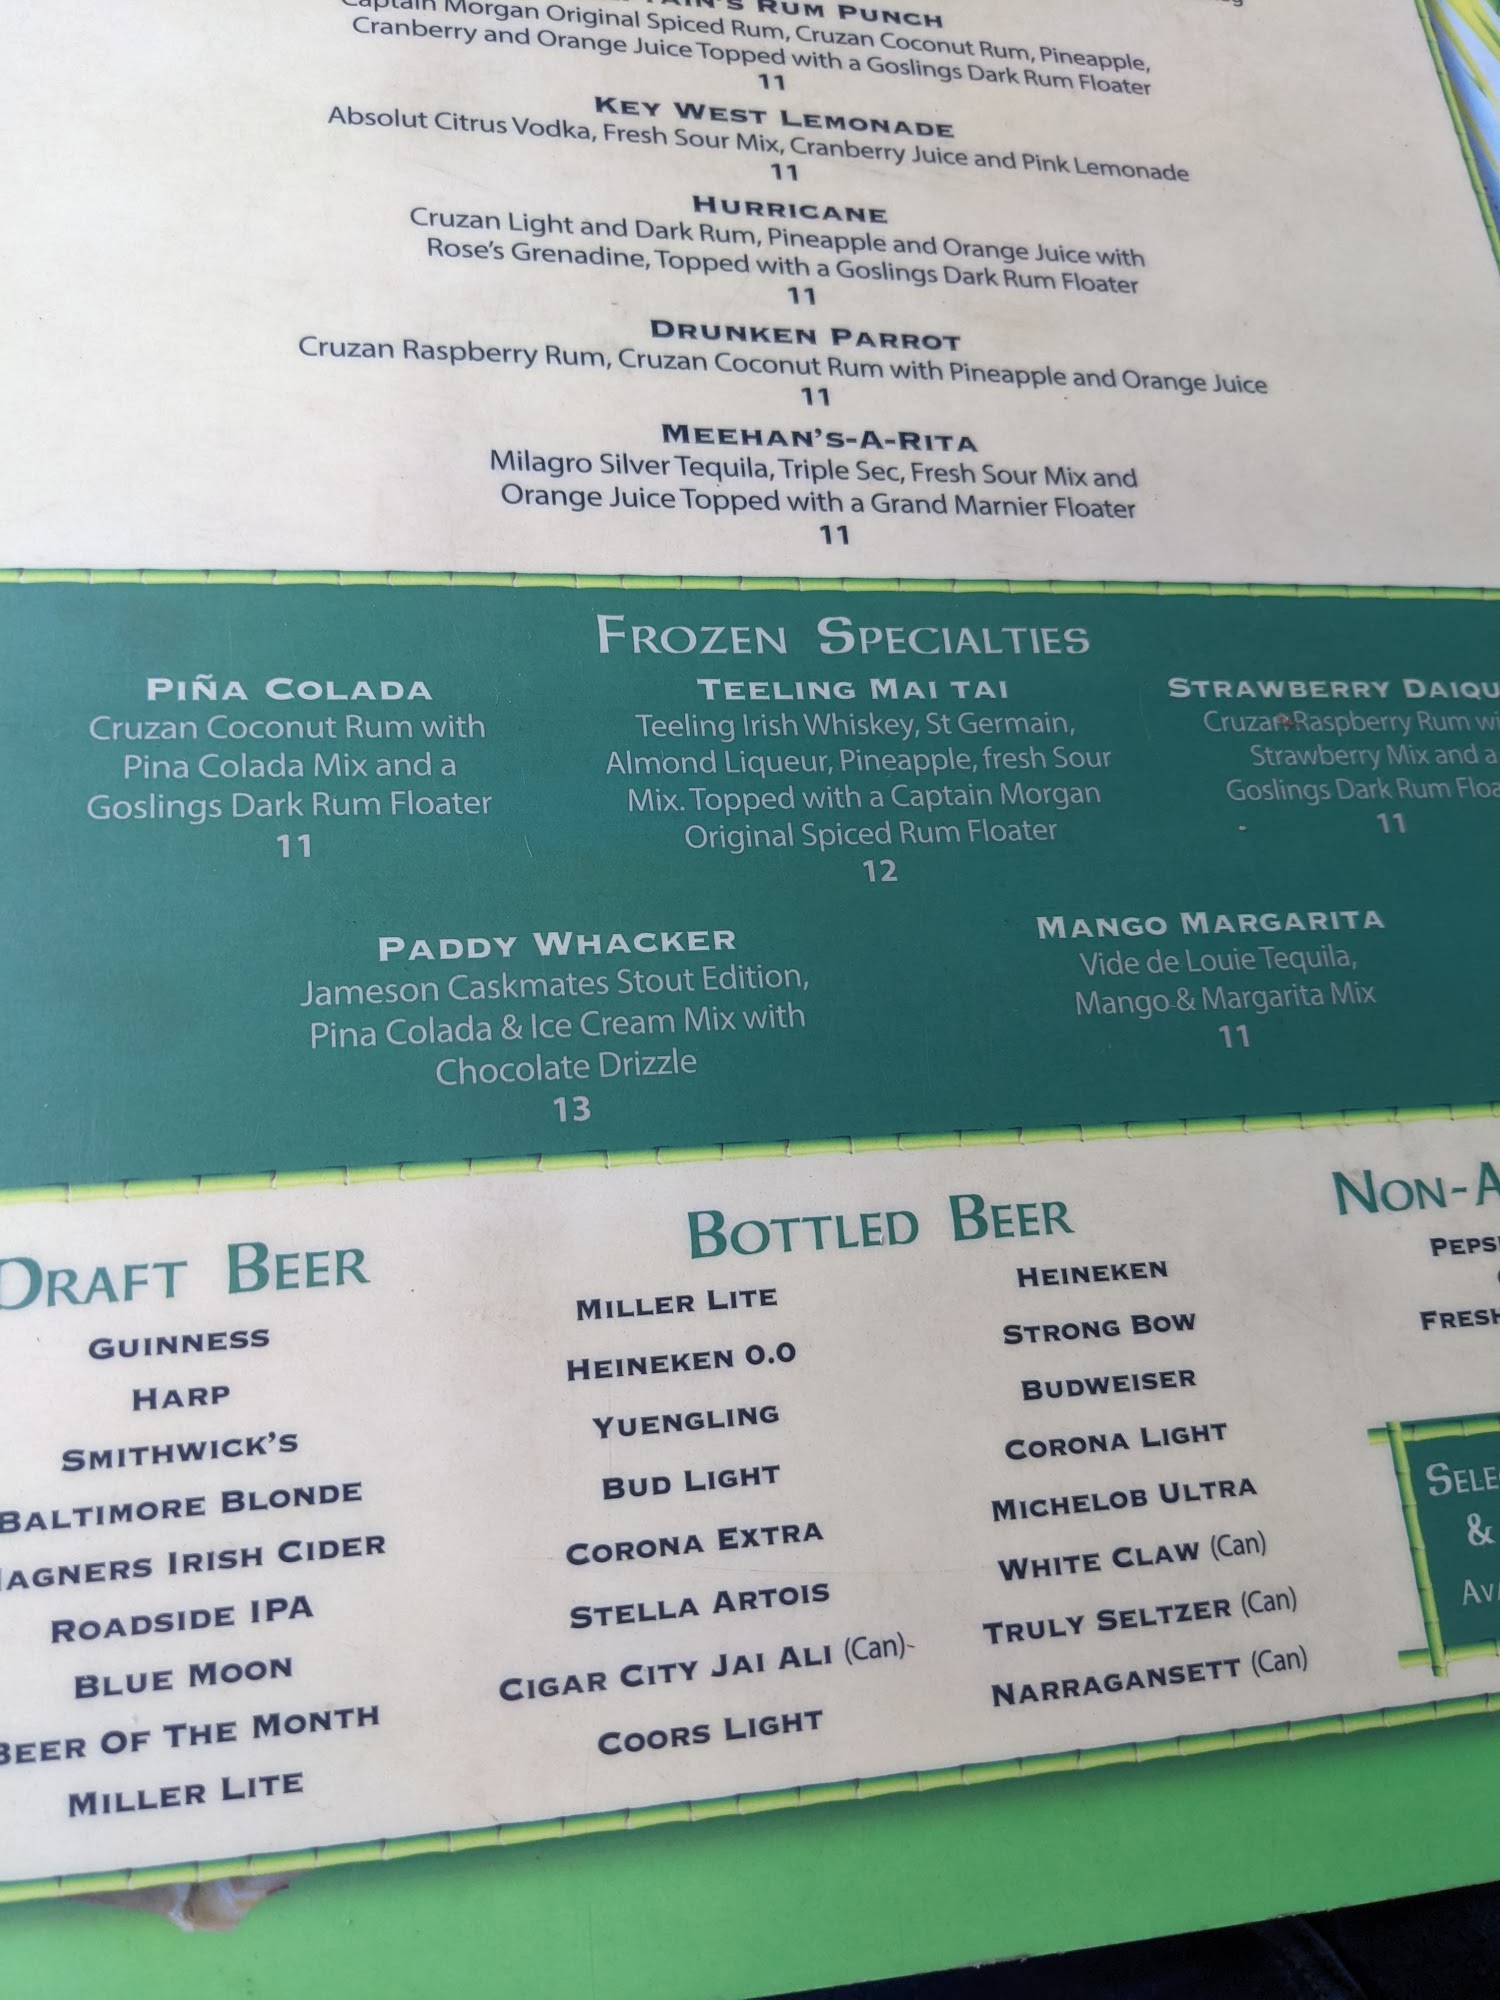 Rum Punch
Captain Morgan Original Spiced Rum, Cruzan Coconut Rum, Pineapple,
Cranberry and Orange Juice Topped with a Goslings Dark Rum Floater
11
Key West Lemonade
Absolut Citrus Vodka, Fresh Sour Mix, Cranberry Juice and Pink Lemonade
11
Hurricane
Cruzan Light and Dark Rum, Pineapple and Orange Juice with
Rose's Grenadine, Topped with a Goslings Dark Rum Floater
11
Drunken Parrot
Cruzan Raspberry Rum, Cruzan Coconut Rum with Pineapple and Orange Juice
11
Meehan's-A-Rita
Milagro Silver Tequila, Triple Sec, Fresh Sour Mix and
Orange Juice Topped with a Grand Marnier Floater
11
Frozen Specialties
Piña Colada
Cruzan Coconut Rum with
Pina Colada Mix and a
Goslings Dark Rum Floater
11
Teeling Mai Tai
Teeling Irish Whiskey, St Germain,
Almond Liqueur, Pineapple, fresh Sour
Mix. Topped with a Captain Morgan
Original Spiced Rum Floater
12
Strawberry Daiqu
Cruzan Raspberry Rum wi
Strawberry Mix and a
Goslings Dark Rum Floa
11
Paddy Whacker
Jameson Caskmates Stout Edition,
Pina Colada & Ice Cream Mix with
Chocolate Drizzle
13
Mango Margarita
Vide de Louie Tequila,
Mango & Margarita Mix
11
Draft Beer
Guinness
Harp
Smithwick's
Baltimore Blonde
agners Irish Cider
Roadside IPA
Blue Moon
Beer Of The Month
Miller Lite
Bottled Beer
Miller Lite
Heineken 0.0
Yuengling
Bud Light
Corona Extra
Stella Artois
Cigar City Jai Ali (Can)-
Coors Light
Heineken
Strong Bow
Budweiser
Corona Light
Michelob Ultra
White Claw (Can)
Truly Seltzer (Can)
Narragansett (Can)
Non-A
Peps
Fresh
Sele
&
Av